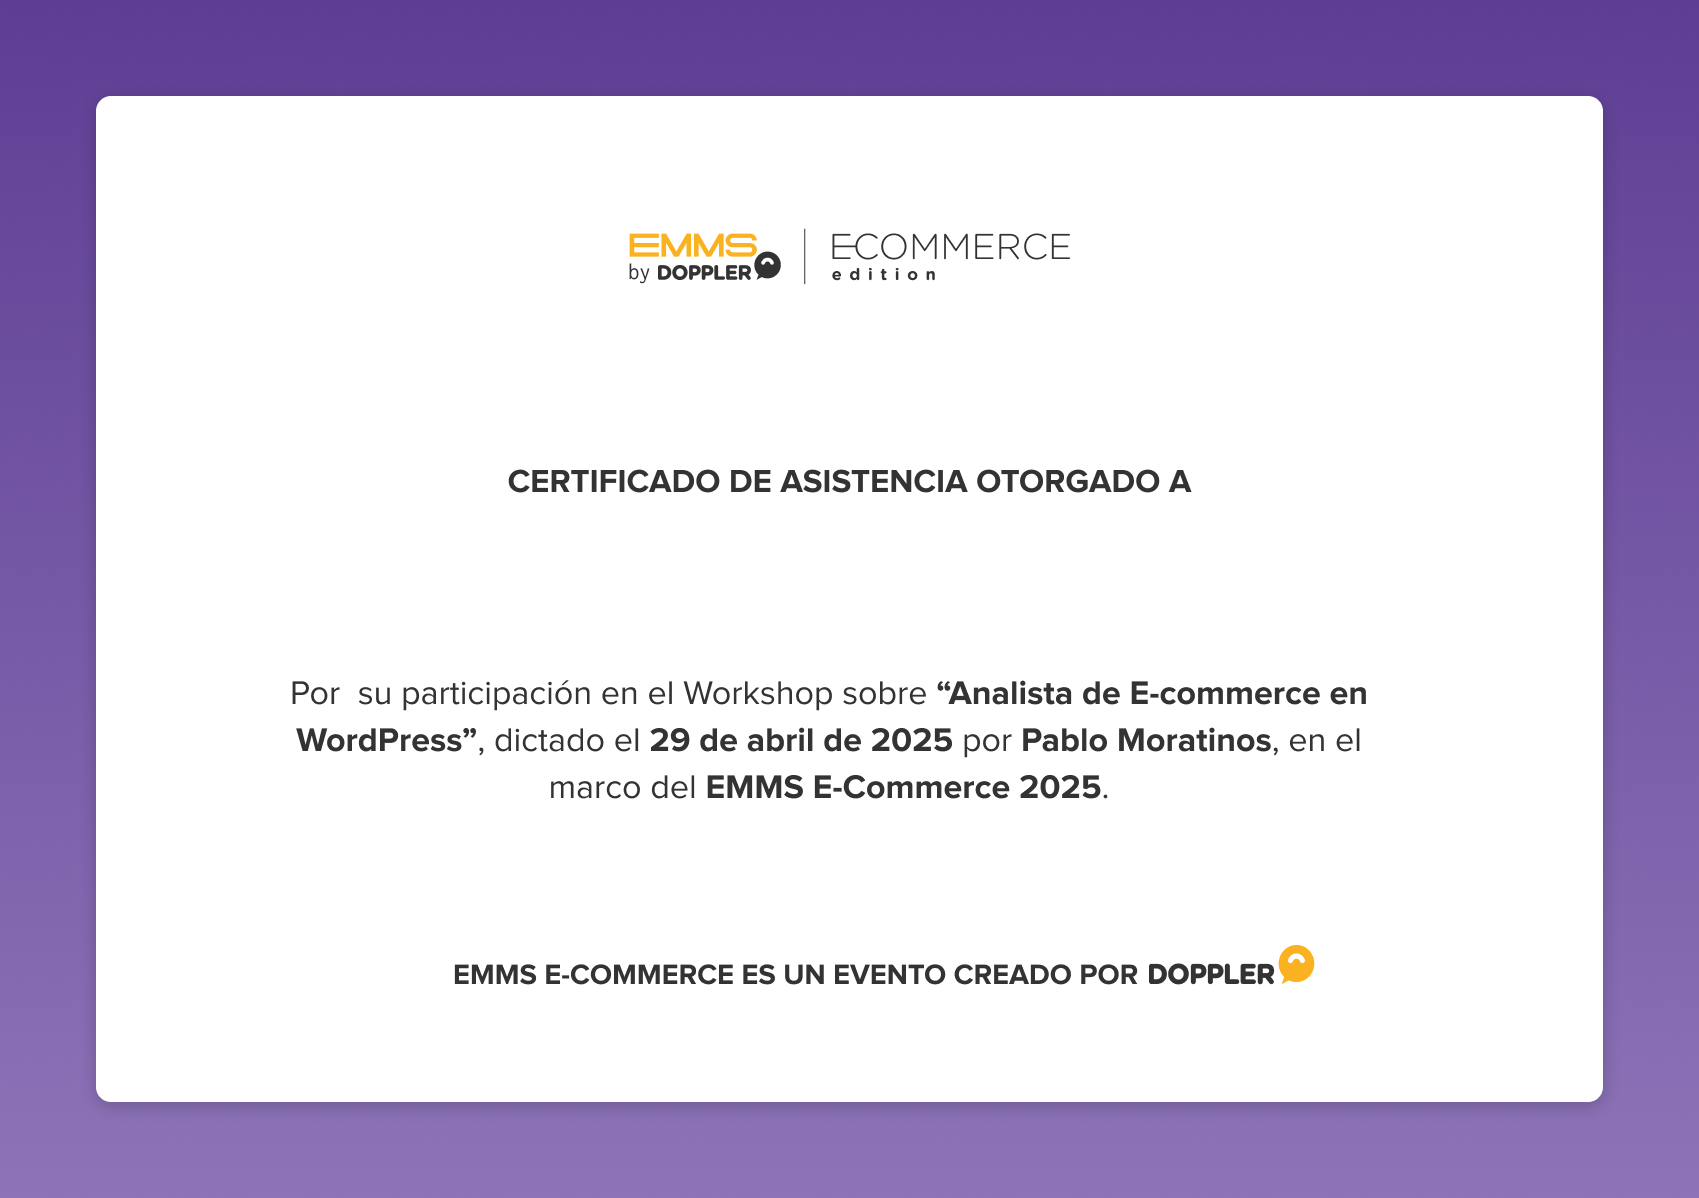 EMMS
by DOPPLER
ECOMMERCE
edition
CERTIFICADO DE ASISTENCIA OTORGADO A
Por  su participación en el Workshop sobre “Analista de E-commerce en
WordPress”, dictado el 29 de abril de 2025 por Pablo Moratinos, en el
marco del EMMS E-Commerce 2025.
EMMS E-COMMERCE ES UN EVENTO CREADO POR DOPPLER